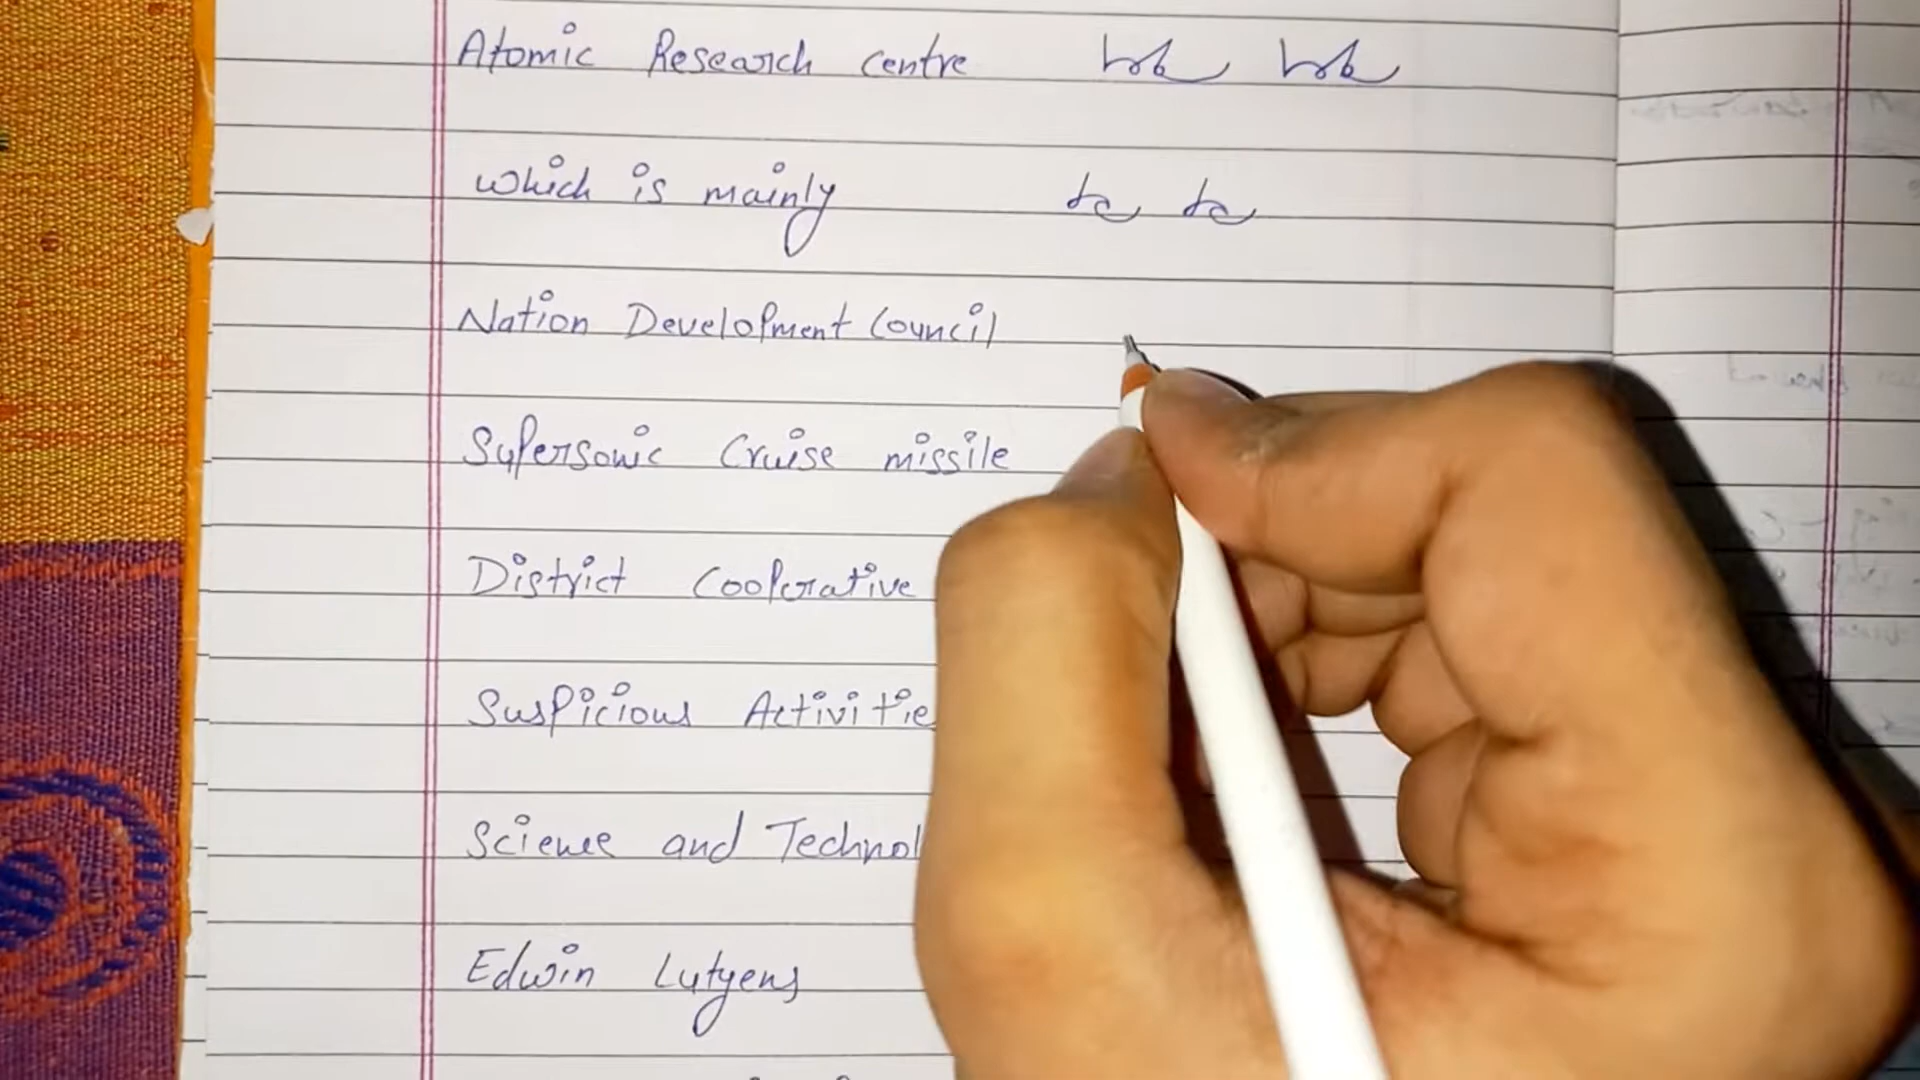 Atomic Research centre
which is mainly
Nation Development Council
Supersonic Cruise missile
District Cooperative
Suspicious Activitie
Science and Technol
Edwin Lutyens